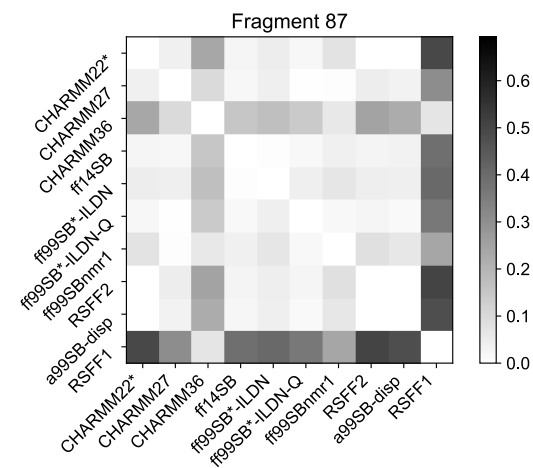 Fragment 87
CHARMM22*
CHARMM27
CHARMM36
ff14SB
ff99SB*-ILDN
ff99SB*-ILDN-Q
ff99SBnmr1
RSFF2
a99SB-disp
RSFF1
CHARMM22*
CHARMM27
CHARMM36
ff14SB
ff99SB*-ILDN
ff99SB*-ILDN-Q
ff99SBnmr1
RSFF2
a99SB-disp
RSFF1
0.6
0.5
0.4
0.3
0.2
0.1
0.0